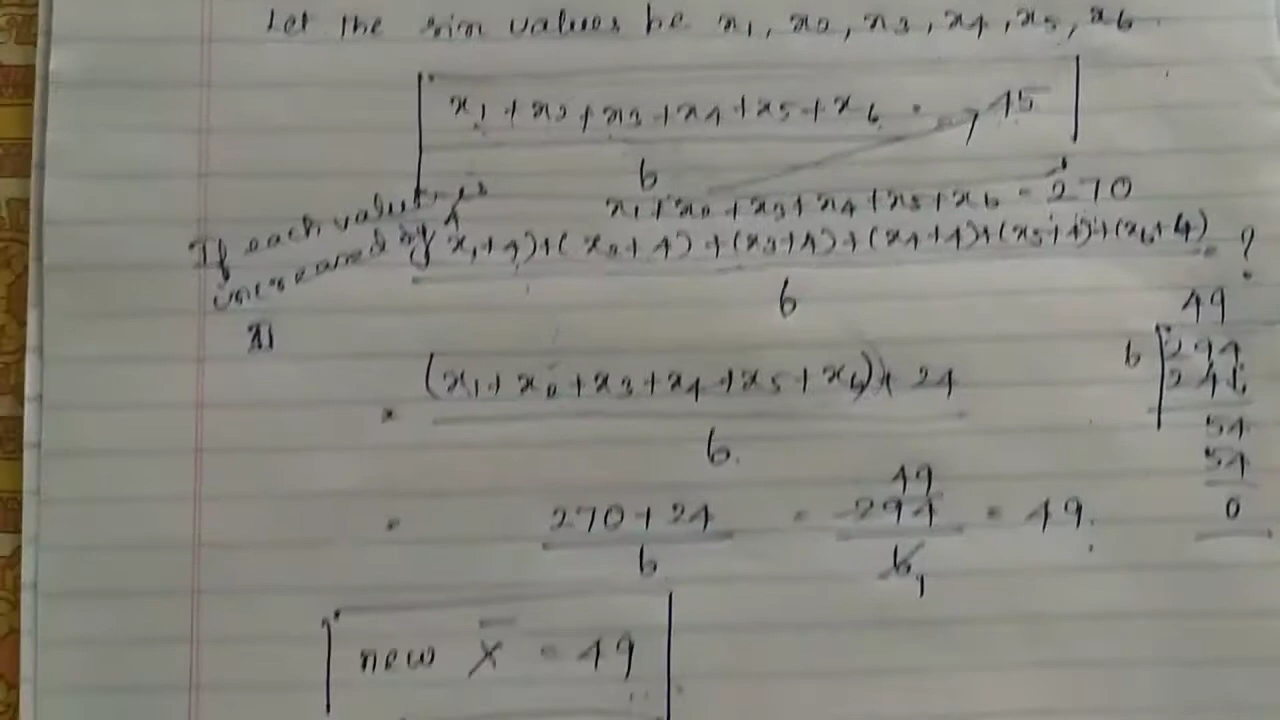 Let the six values be x1, x2, x3, x4, x5, x6
x1 + x2 + x3 + x4 + x5 + x6 = 45
6
x1 + x2 + x3 + x4 + x5 + x6 = 270
If each value is
increased by 4
(x1+4)+(x2+4)+(x3+4)+(x4+4)+(x5+4)+(x6+4) = ?
6
x1
49
6 294
24
54
54
0
= (x1 + x2 + x3 + x4 + x5 + x6) + 24
6
49
= 270 + 24 = 294 = 49.
6 6 1
new X̄ = 49